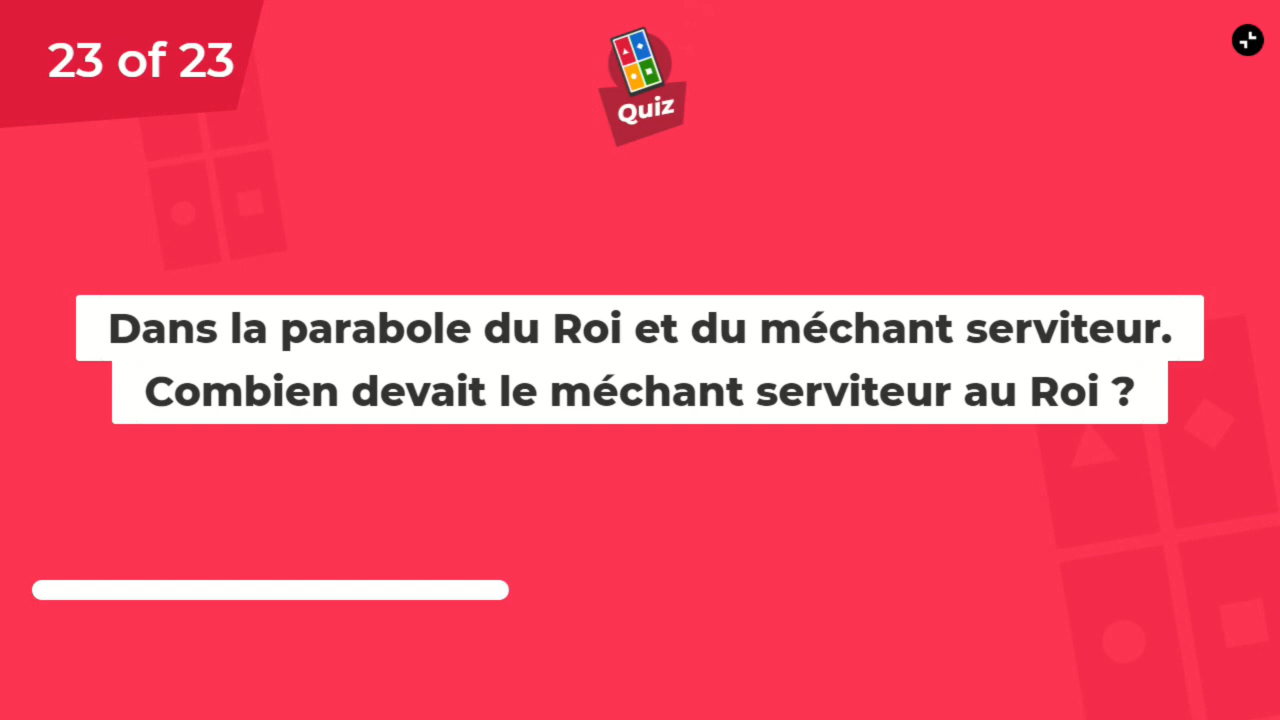 23 of 23
Quiz
Dans la parabole du Roi et du méchant serviteur.
Combien devait le méchant serviteur au Roi ?